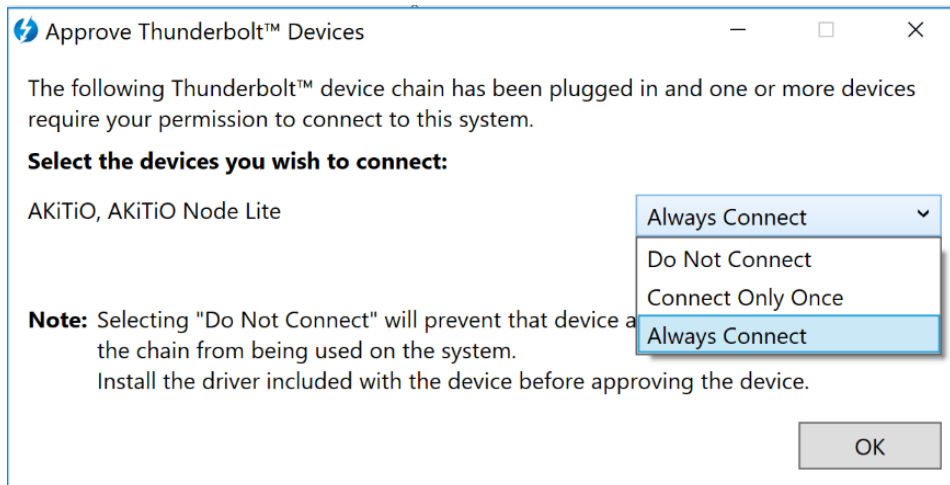 Approve Thunderbolt™ Devices
The following Thunderbolt™ device chain has been plugged in and one or more devices
require your permission to connect to this system.
Select the devices you wish to connect:
AKiTiO, AKiTiO Node Lite
Always Connect
Do Not Connect
Connect Only Once
Always Connect
Note: Selecting "Do Not Connect" will prevent that device
the chain from being used on the system.
Install the driver included with the device before approving the device.
OK